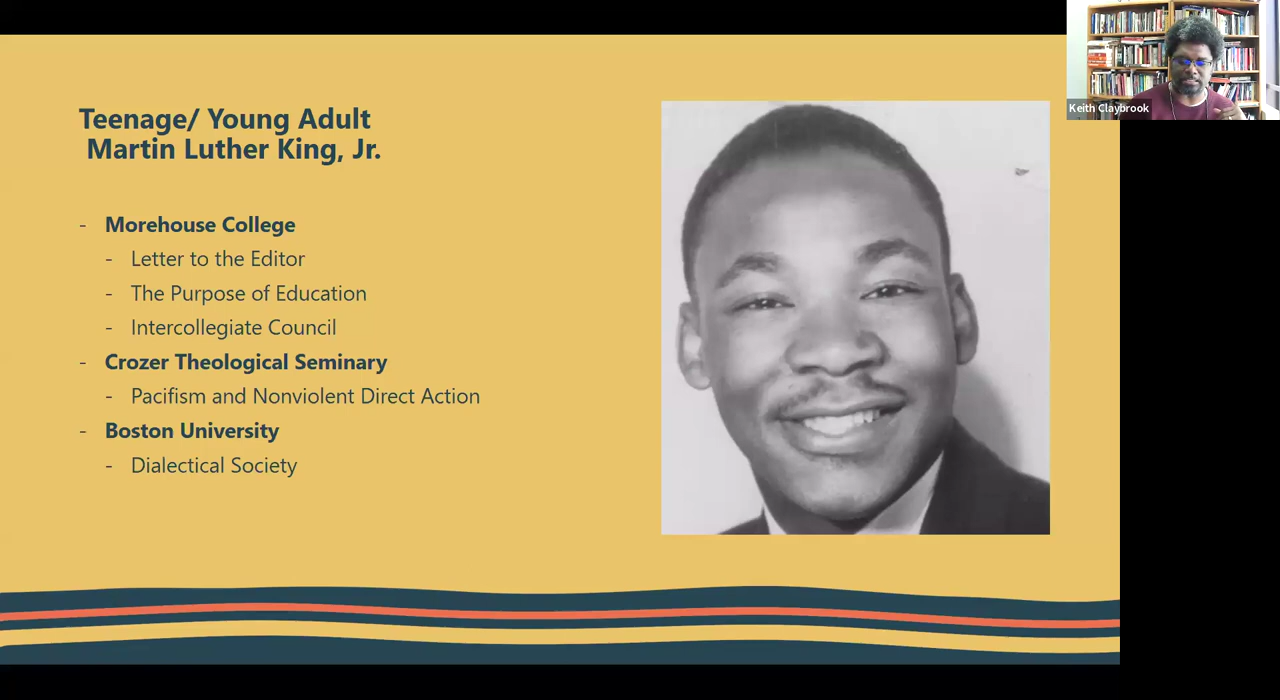 Teenage/ Young Adult
Martin Luther King, Jr.
- Morehouse College
- Letter to the Editor
- The Purpose of Education
- Intercollegiate Council
- Crozer Theological Seminary
- Pacifism and Nonviolent Direct Action
- Boston University
- Dialectical Society
Keith Claybrook